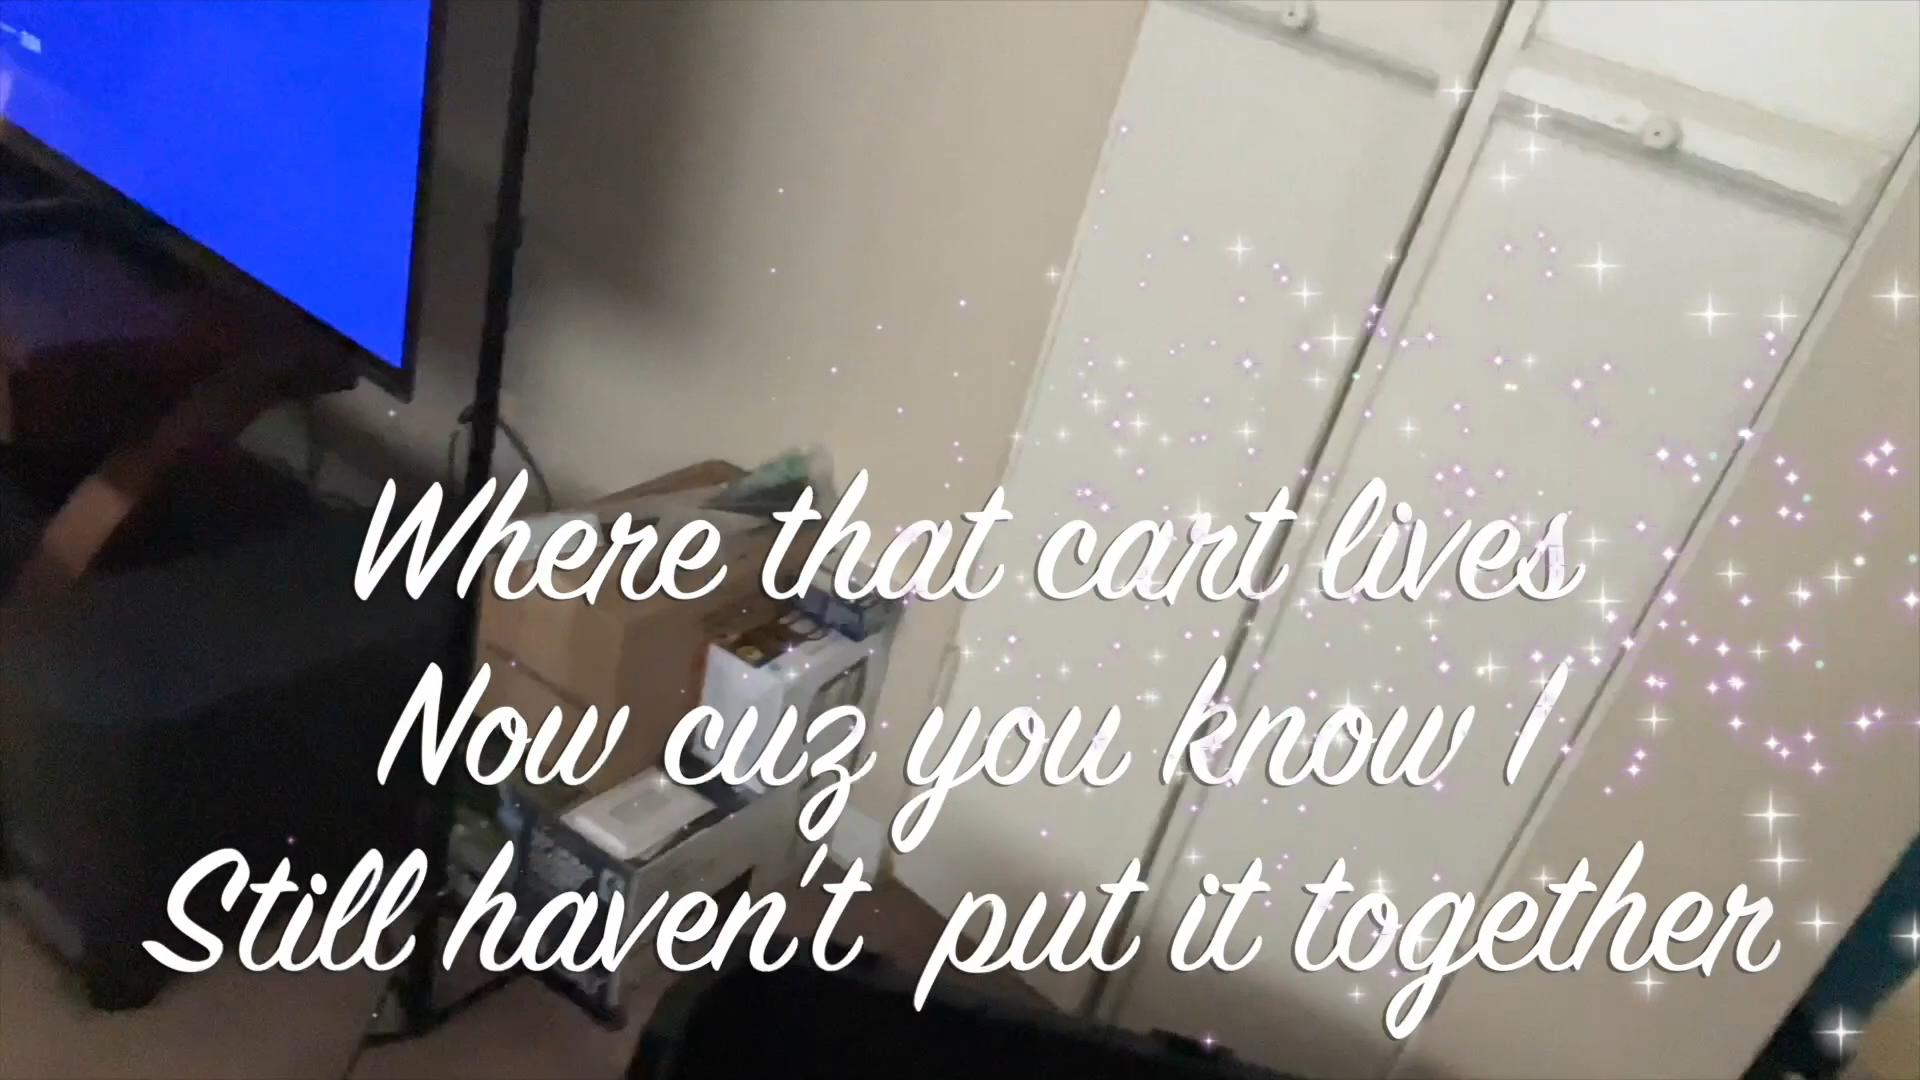 Where that cart lives
Now cuz you know I
Still haven't put it together